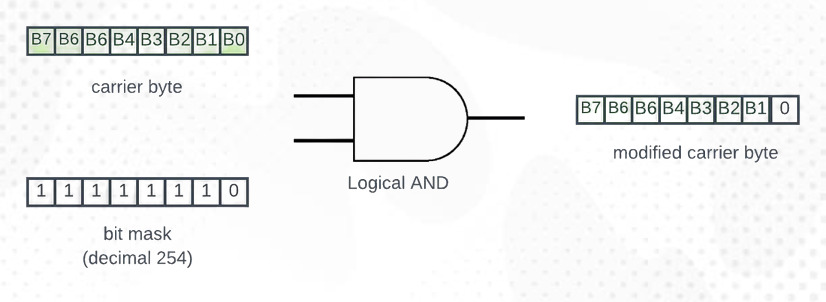 B7 B6 B6 B4 B3 B2 B1 B0
carrier byte
B7 B6 B6 B4 B3 B2 B1 0
modified carrier byte
Logical AND
1 1 1 1 1 1 1 0
bit mask
(decimal 254)